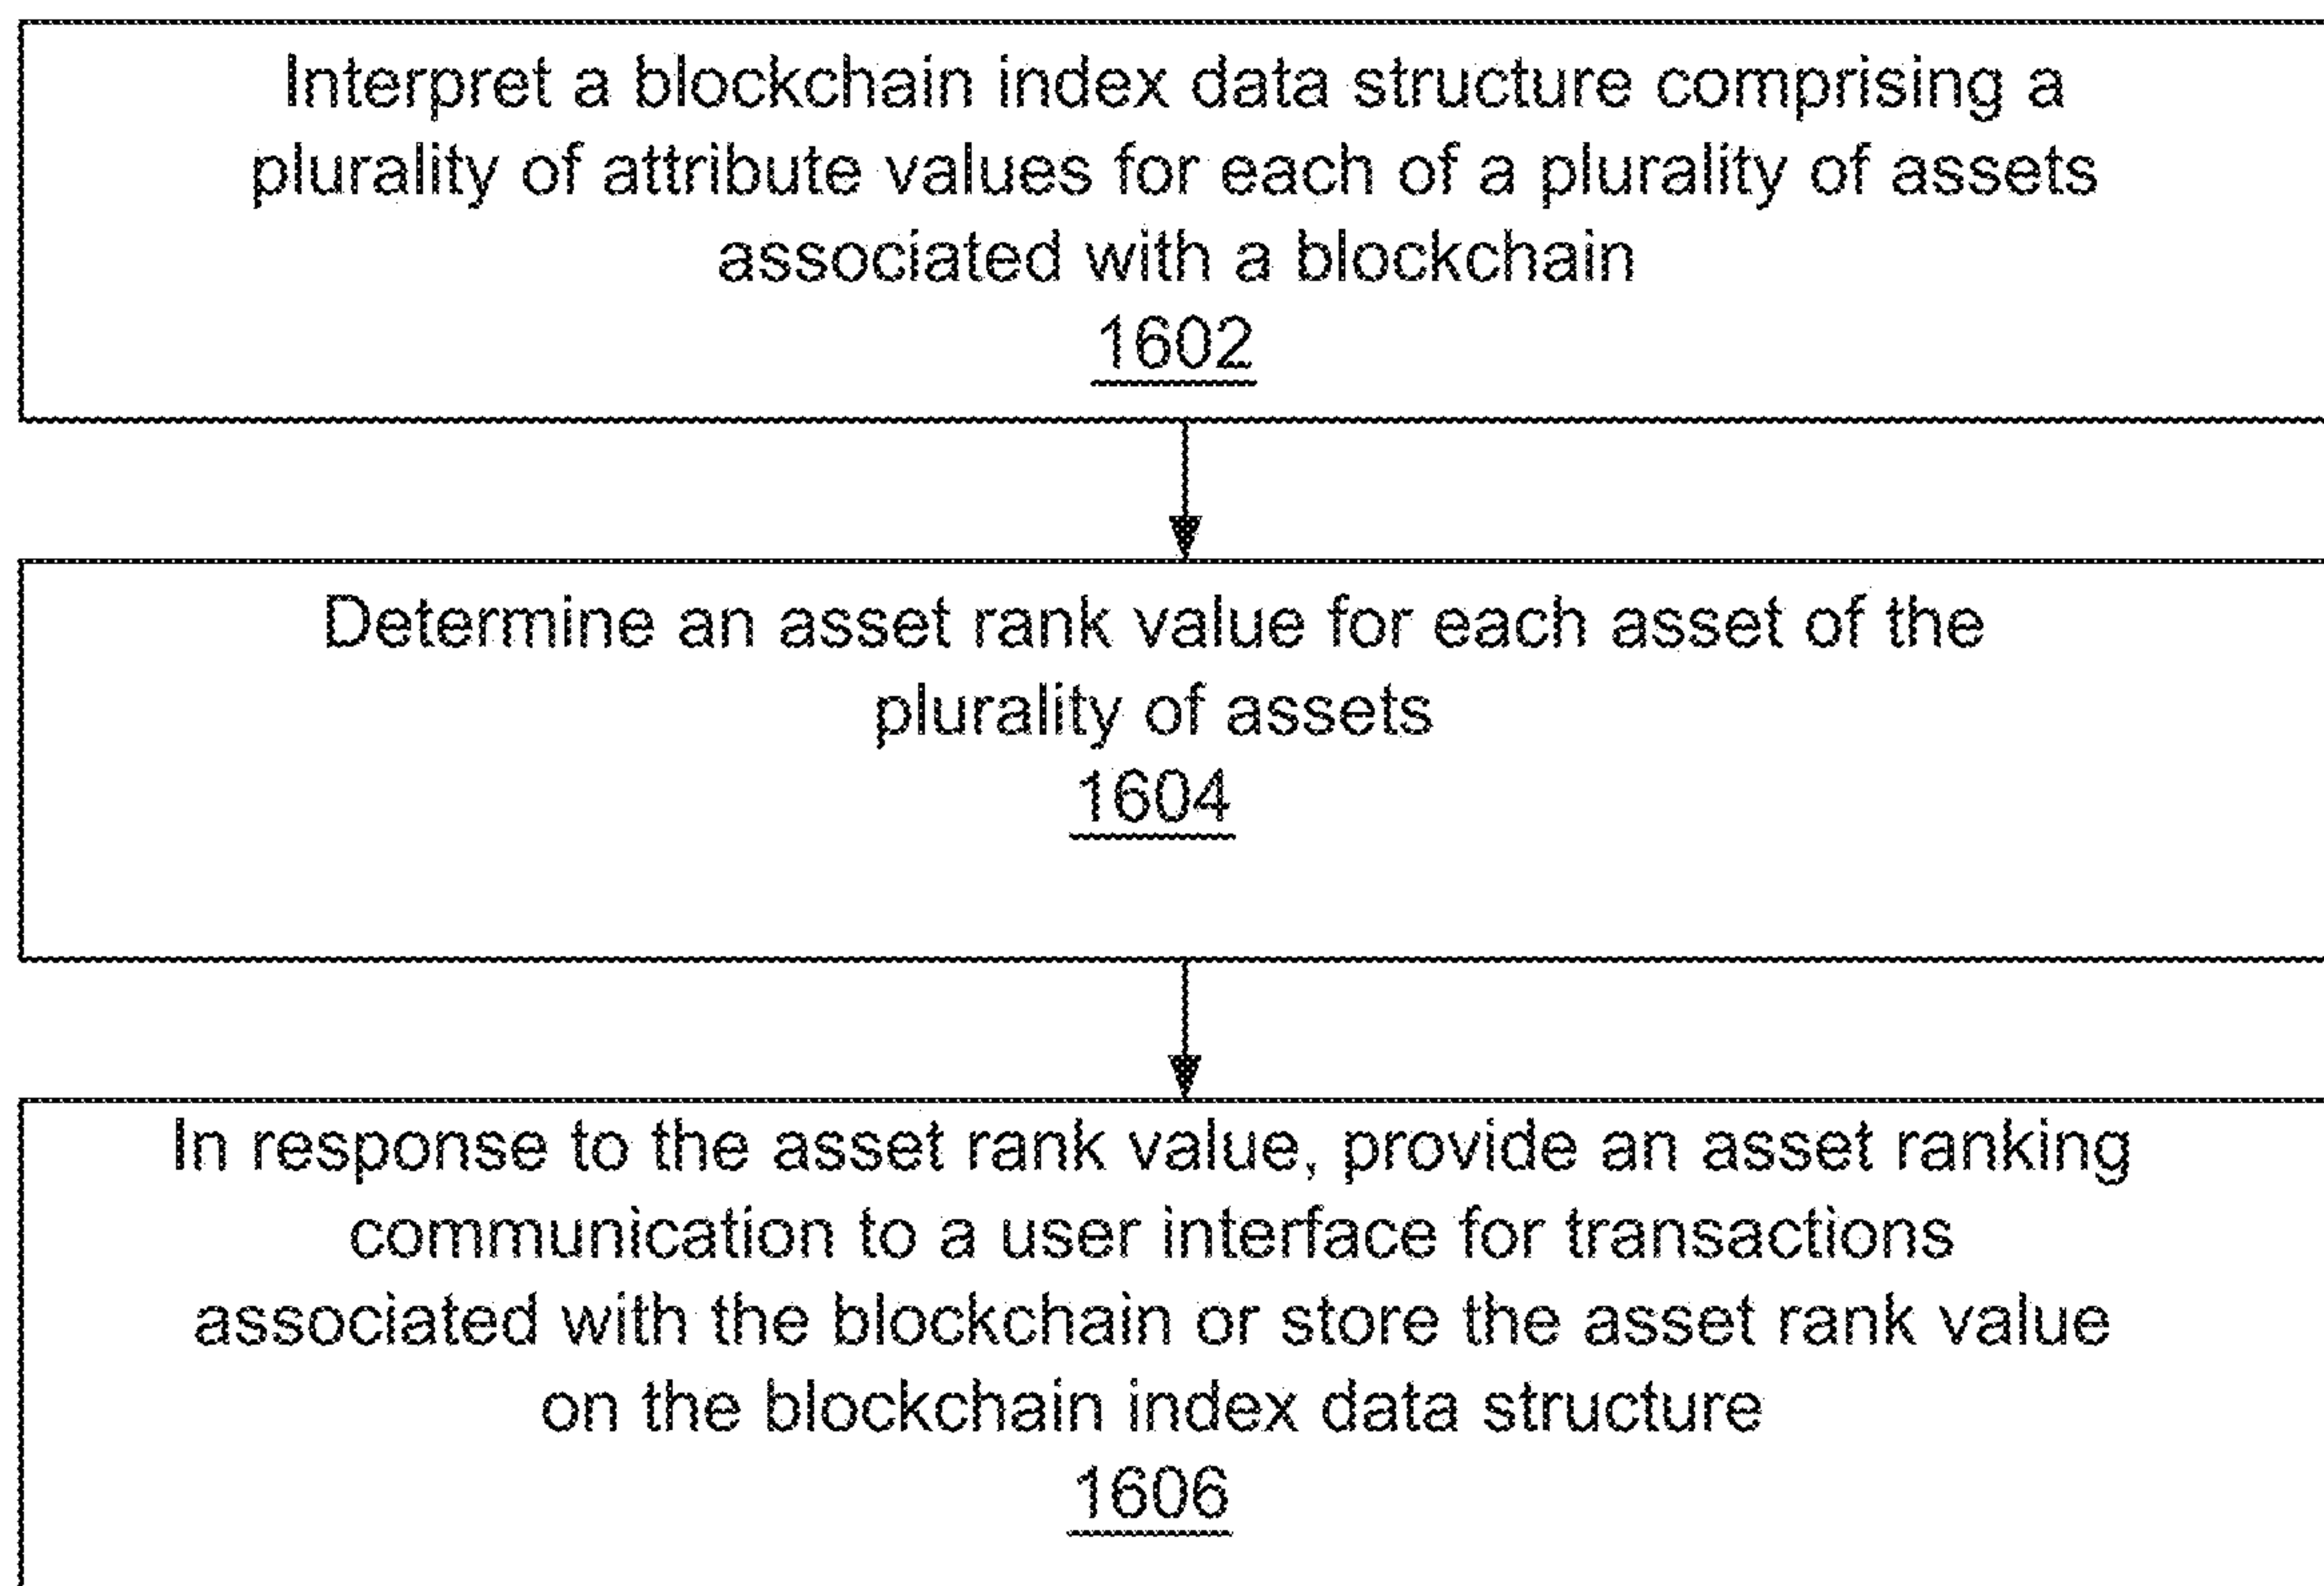 Interpret a blockchain index data structure comprising a
plurality of attribute values for each of a plurality of assets
associated with a blockchain
1602
Determine an asset rank value for each asset of the
plurality of assets
1604
In response to the asset rank value, provide an asset ranking
communication to a user interface for transactions
associated with the blockchain or store the asset rank value
on the blockchain index data structure
1606